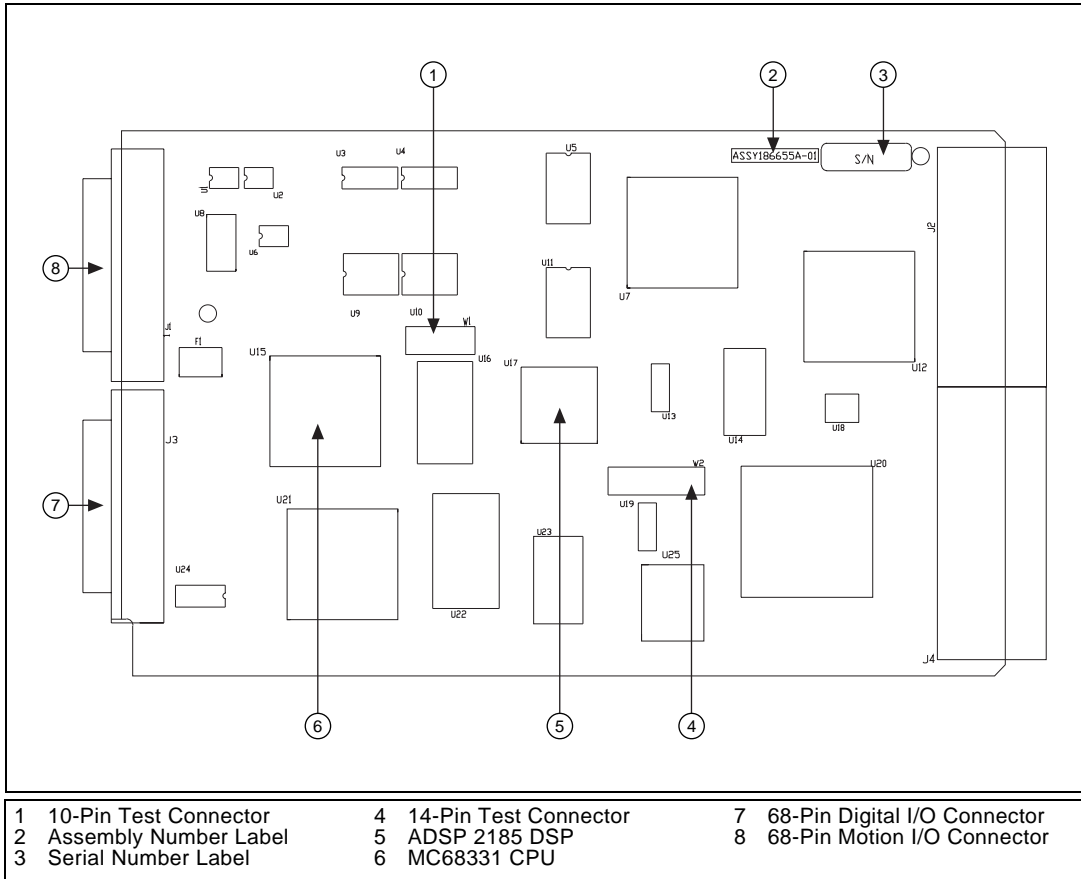 1
2
3
ASSY186655A-01
S/N
U1
U2
U3
U4
U5
U8
U6
U7
J2
8
U9
U10
U11
W1
J1
F1
U15
U16
U17
U12
U13
U14
U18
J3
W2
U20
7
U21
U19
U23
U25
U24
U22
J4
6
5
4
1 10-Pin Test Connector
2 Assembly Number Label
3 Serial Number Label
4 14-Pin Test Connector
5 ADSP 2185 DSP
6 MC68331 CPU
7 68-Pin Digital I/O Connector
8 68-Pin Motion I/O Connector